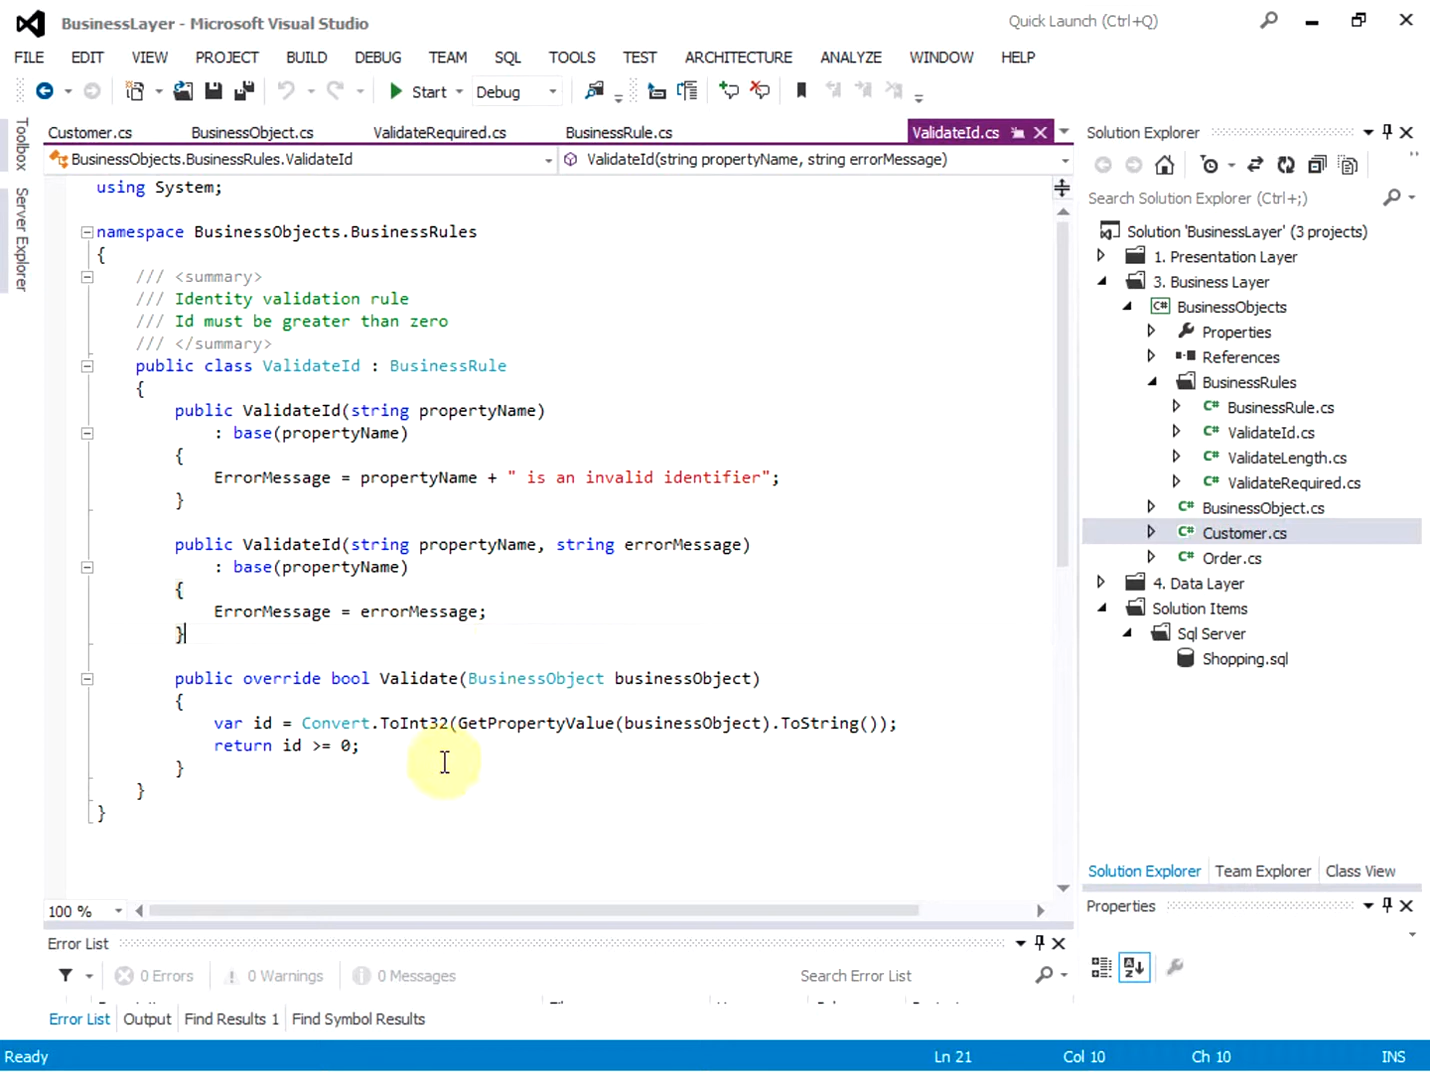 BusinessLayer - Microsoft Visual Studio
Quick Launch (Ctrl+Q)
FILE EDIT VIEW PROJECT BUILD DEBUG TEAM SQL TOOLS TEST ARCHITECTURE ANALYZE WINDOW HELP
Start Debug
Toolbox
Server Explorer
Customer.cs BusinessObject.cs ValidateRequired.cs BusinessRule.cs ValidateId.cs
BusinessObjects.BusinessRules.ValidateId ValidateId(string propertyName, string errorMessage)
using System;
namespace BusinessObjects.BusinessRules
{
/// <summary>
/// Identity validation rule
/// Id must be greater than zero
/// </summary>
public class ValidateId : BusinessRule
{
public ValidateId(string propertyName)
: base(propertyName)
{
ErrorMessage = propertyName + " is an invalid identifier";
}
public ValidateId(string propertyName, string errorMessage)
: base(propertyName)
{
ErrorMessage = errorMessage;
}
public override bool Validate(BusinessObject businessObject)
{
var id = Convert.ToInt32(GetPropertyValue(businessObject).ToString());
return id >= 0;
}
}
}
100 %
Solution Explorer
Search Solution Explorer (Ctrl+;)
Solution 'BusinessLayer' (3 projects)
1. Presentation Layer
3. Business Layer
C# BusinessObjects
Properties
References
BusinessRules
C# BusinessRule.cs
C# ValidateId.cs
C# ValidateLength.cs
C# ValidateRequired.cs
C# BusinessObject.cs
C# Customer.cs
C# Order.cs
4. Data Layer
Solution Items
Sql Server
Shopping.sql
Solution Explorer Team Explorer Class View
Properties
Error List
0 Errors 0 Warnings 0 Messages Search Error List
Error List Output Find Results 1 Find Symbol Results
Ready Ln 21 Col 10 Ch 10 INS